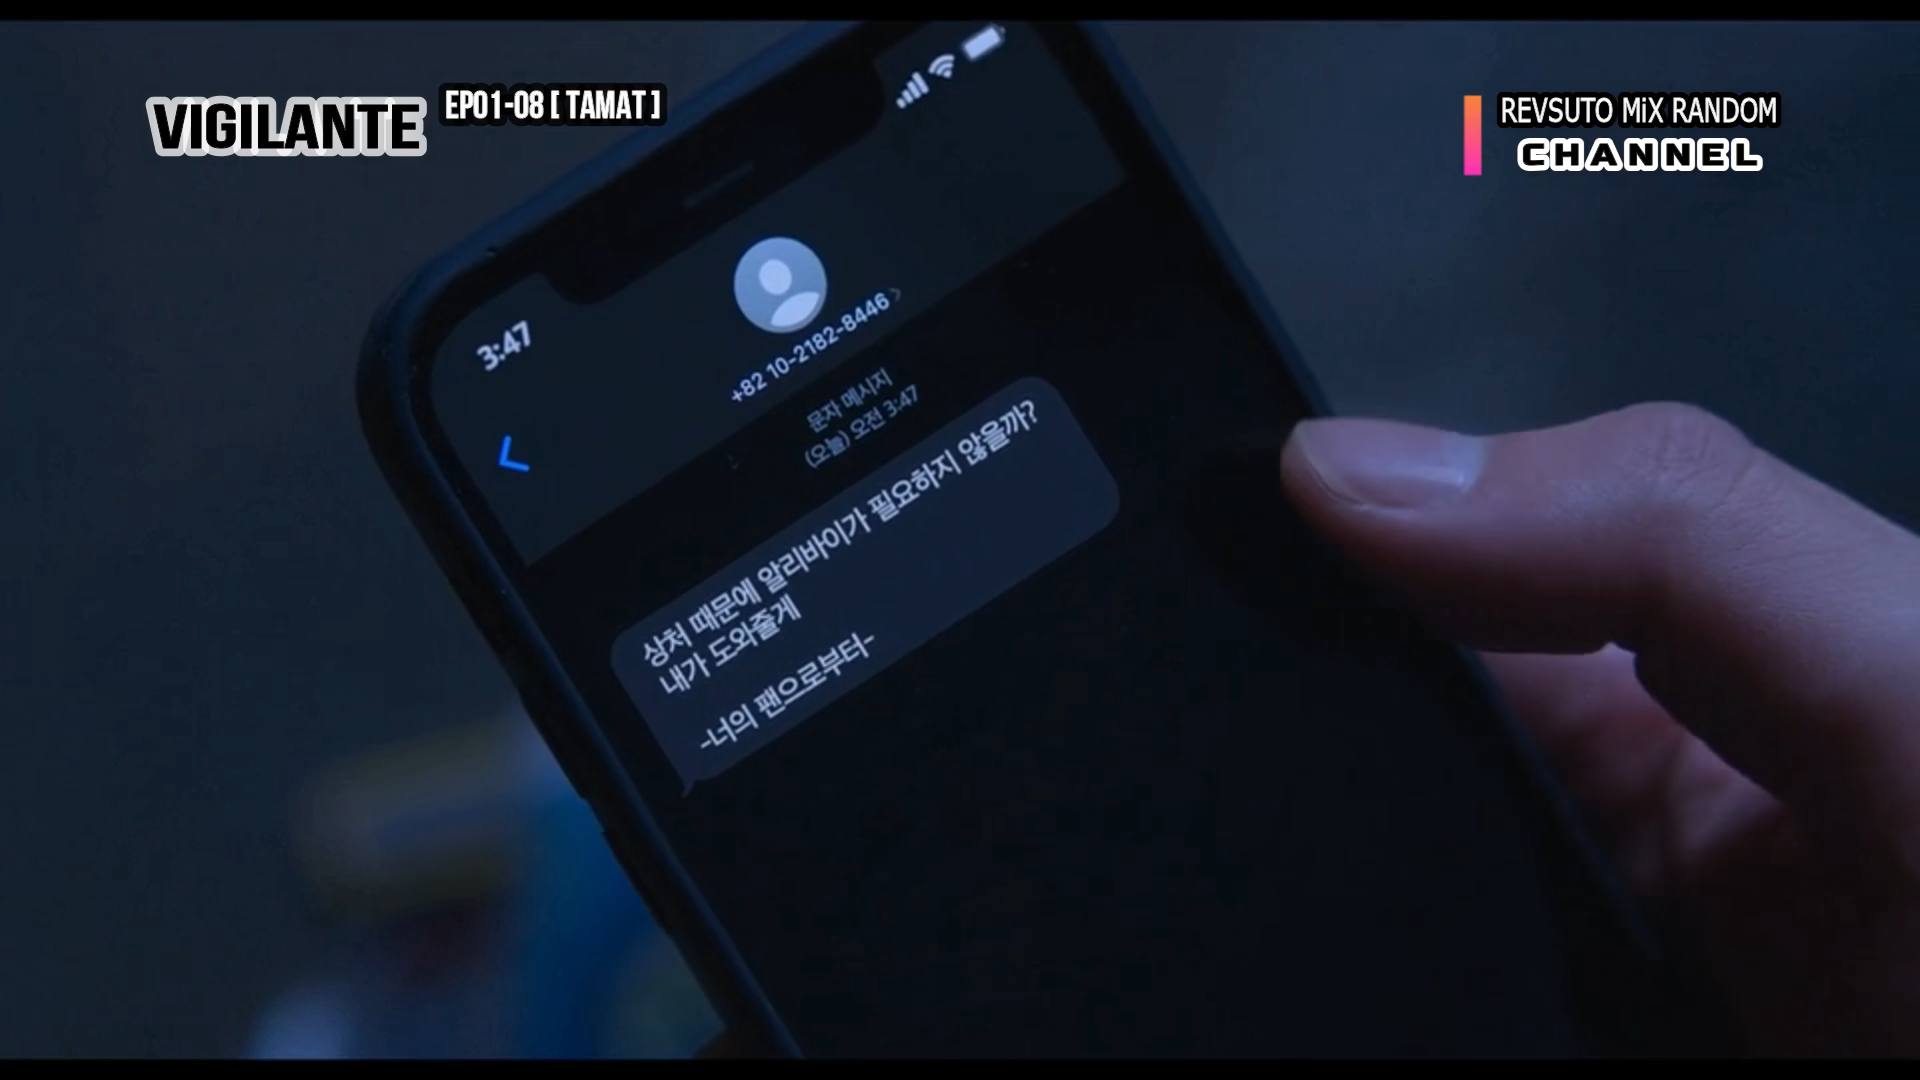 VIGILANTE
EP01-08 [ TAMAT ]
REVSUTO MiX RANDOM
CHANNEL
3:47
+82 10-2182-8446
문자 메시지
(오늘) 오전 3:47
상처 때문에 알리바이가 필요하지 않을까?
내가 도와줄게
-너의 팬으로부터-